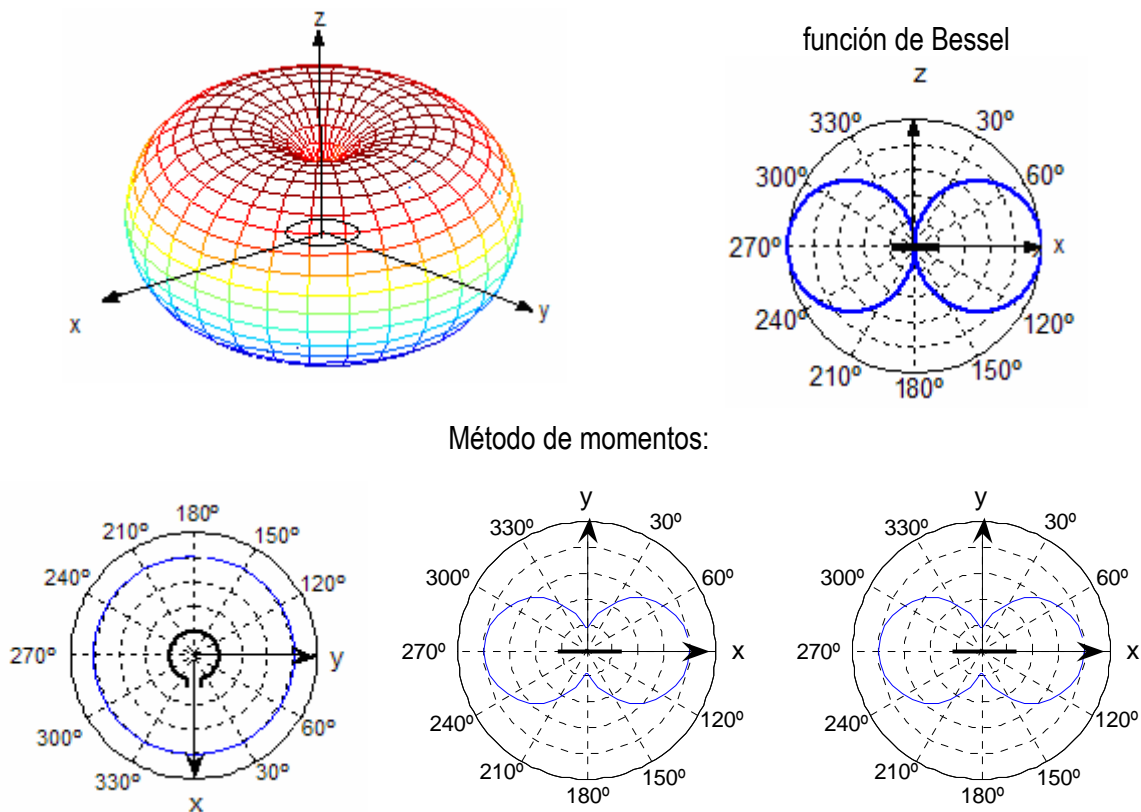 z
x
y
función de Bessel
z
330º
30º
300º
60º
270º
x
240º
120º
210º
150º
180º
Método de momentos:
180º
210º
150º
240º
120º
270º
y
300º
60º
330º
30º
x
y
330º
30º
300º
60º
270º
x
240º
120º
210º
150º
180º
y
330º
30º
300º
60º
270º
x
240º
120º
210º
150º
180º